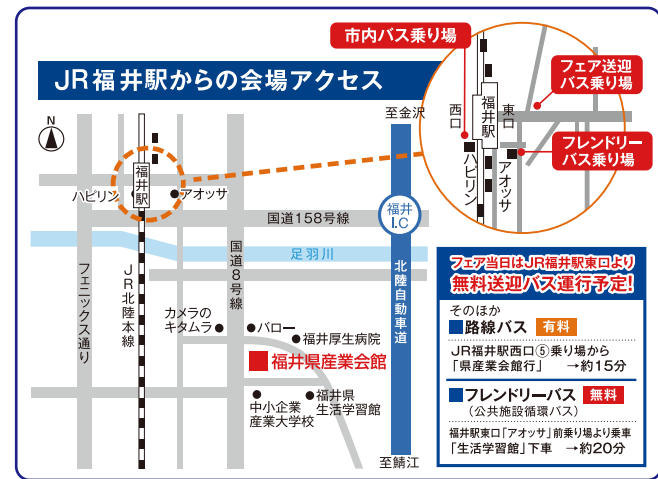 JR福井駅からの会場アクセス
市内バス乗り場
フェア送迎
バス乗り場
フレンドリー
バス乗り場
西口
福井駅
東口
ハピリン
アオッサ
N
至金沢
福井駅
ハピリン
アオッサ
国道158号線
福井
I.C
足羽川
フェニックス通り
JR北陸本線
国道8号線
北陸自動車道
カメラの
キタムラ
バロー
福井厚生病院
福井県産業会館
中小企業
産業大学校
福井県
生活学習館
至鯖江
フェア当日はJR福井駅東口より
無料送迎バス運行予定!
そのほか
路線バス 有料
JR福井駅西口⑤乗り場から
「県産業会館行」 →約15分
フレンドリーバス 無料
(公共施設循環バス)
福井駅東口「アオッサ」前乗り場より乗車
「生活学習館」下車 →約20分